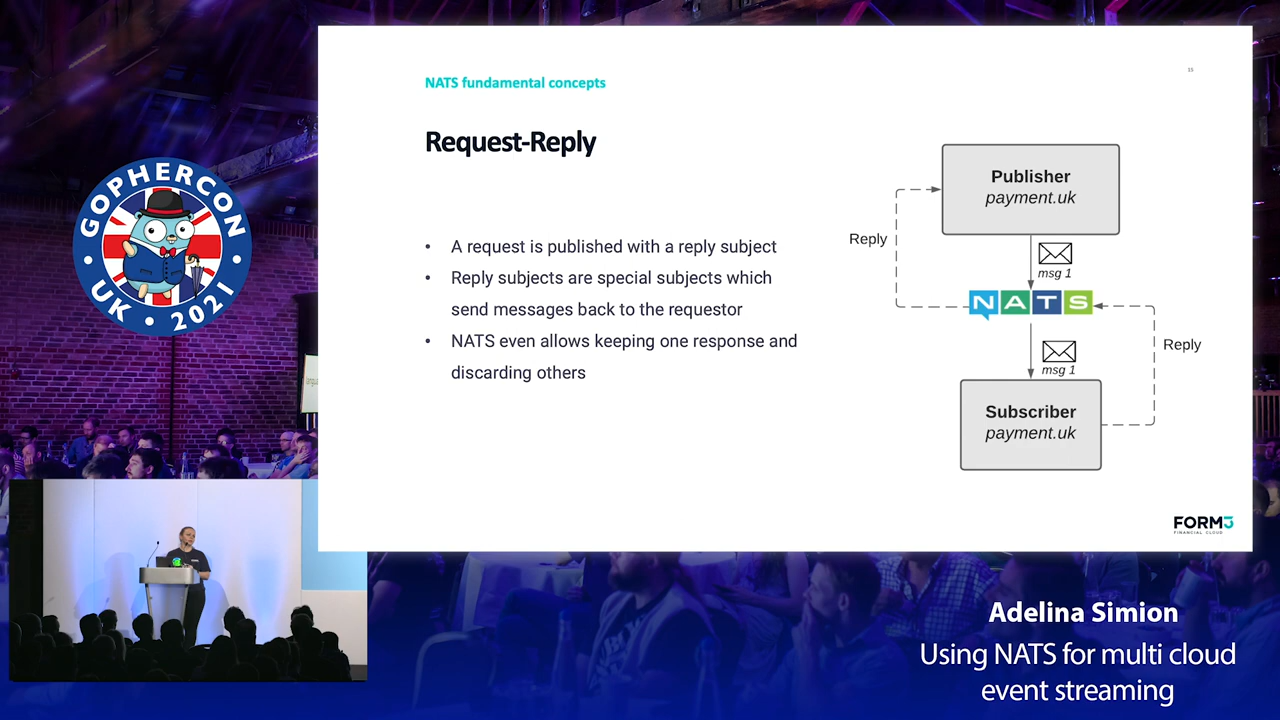 GOPHERCON
UK • 2021
NATS fundamental concepts
15
Request-Reply
• A request is published with a reply subject
• Reply subjects are special subjects which
send messages back to the requestor
• NATS even allows keeping one response and
discarding others
Publisher
payment.uk
Reply
msg 1
NATS
Reply
msg 1
Subscriber
payment.uk
FORM3
FINANCIAL CLOUD
Adelina Simion
Using NATS for multi cloud
event streaming